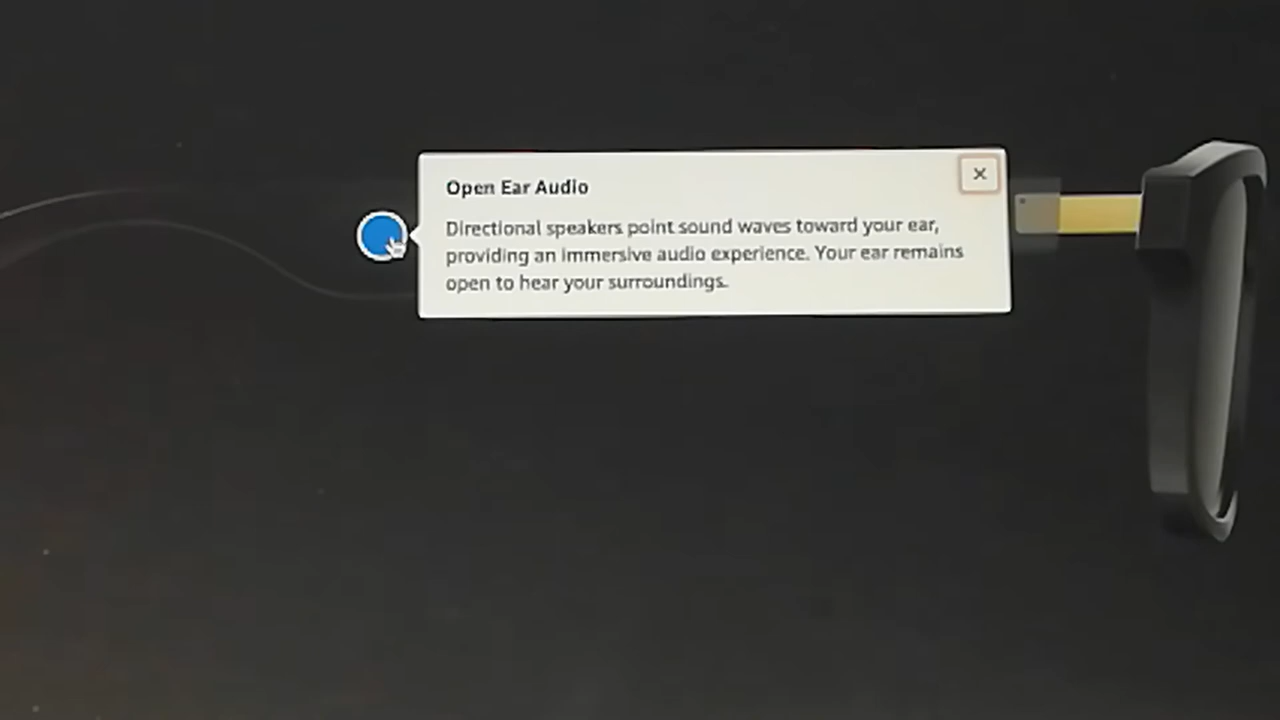 Open Ear Audio
Directional speakers point sound waves toward your ear,
providing an immersive audio experience. Your ear remains
open to hear your surroundings.